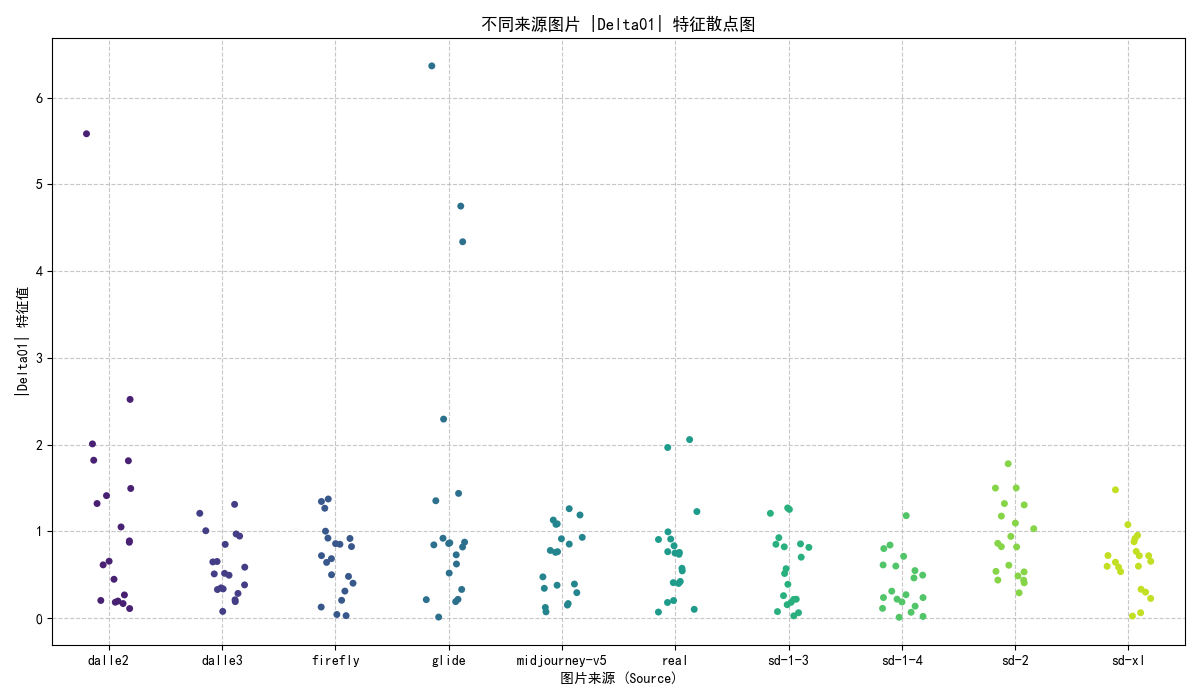 不同来源图片 |Delta01| 特征散点图
|Delta01| 特征值
6
5
4
3
2
1
0
dalle2 dalle3 firefly glide midjourney-v5 real sd-1-3 sd-1-4 sd-2 sd-xl
图片来源 (Source)